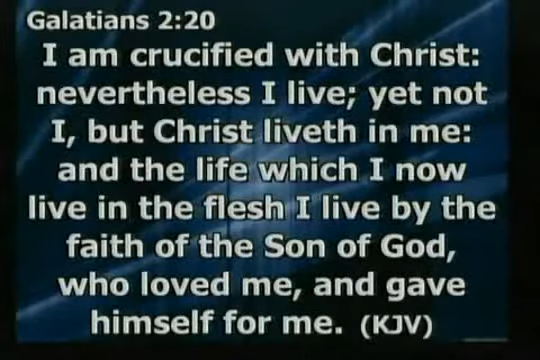 Galatians 2:20
I am crucified with Christ:
nevertheless I live; yet not
I, but Christ liveth in me:
and the life which I now
live in the flesh I live by the
faith of the Son of God,
who loved me, and gave
himself for me. (KJV)